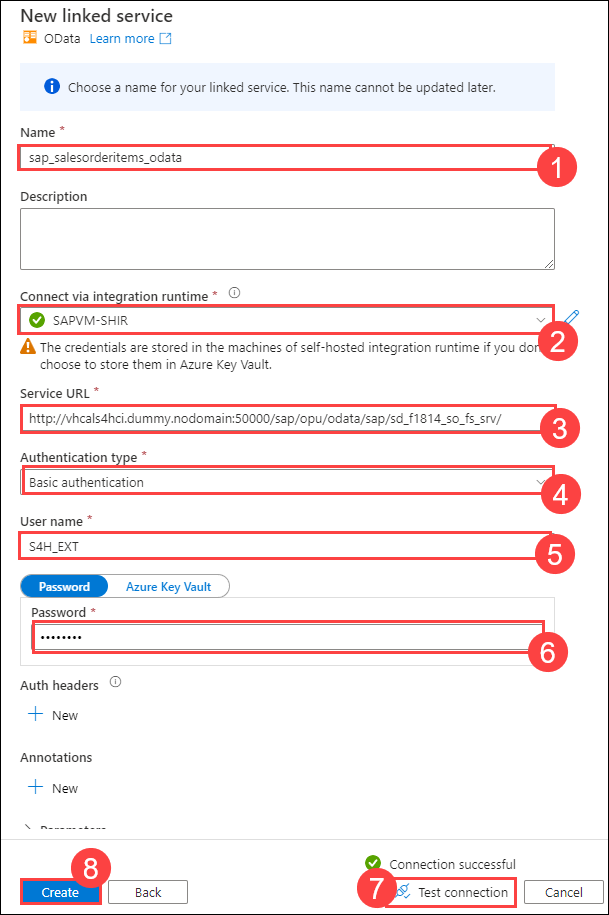 New linked service
OData Learn more
Choose a name for your linked service. This name cannot be updated later.
Name *
sap_salesorderitems_odata
1
Description
Connect via integration runtime *
SAPVM-SHIR
2
The credentials are stored in the machines of self-hosted integration runtime if you don
choose to store them in Azure Key Vault.
Service URL *
http://vhcals4hci.dummy.nodomain:50000/sap/opu/odata/sap/sd_f1814_so_fs_srv/
3
Authentication type *
Basic authentication
4
User name *
S4H_EXT
5
Password Azure Key Vault
Password *
••••••••
6
Auth headers
New
Annotations
New
Parameters
8
Connection successful
7
Create Back Test connection Cancel